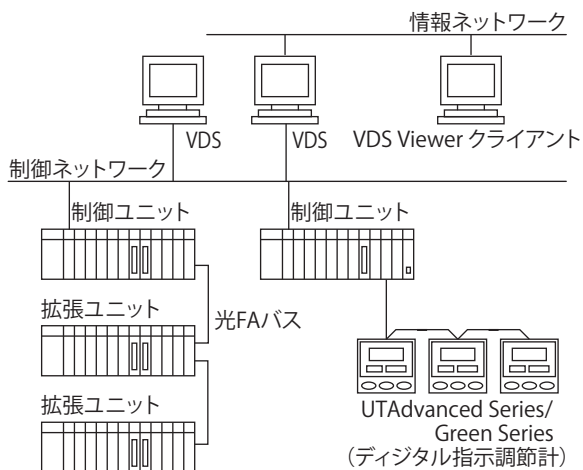 情報ネットワーク
VDS
VDS
VDS Viewer クライアント
制御ネットワーク
制御ユニット
制御ユニット
拡張ユニット
光FAバス
拡張ユニット
UTAdvanced Series/
Green Series
（ディジタル指示調節計）